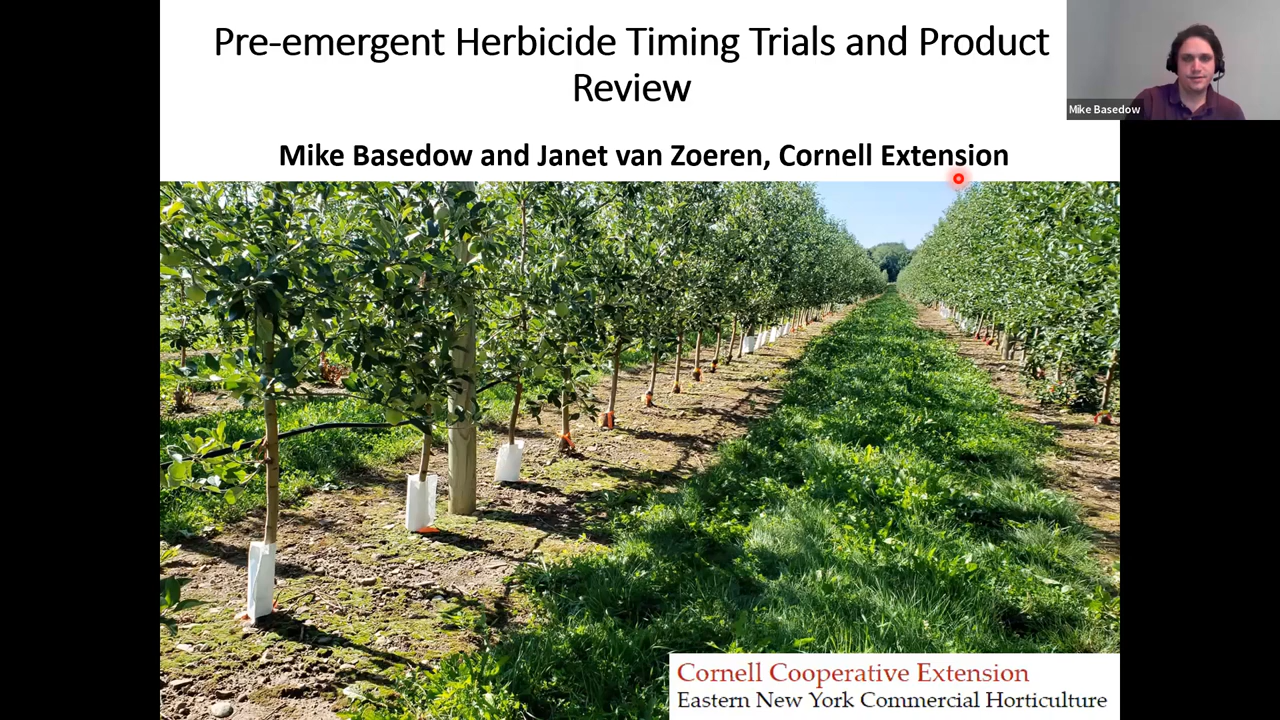 Pre-emergent Herbicide Timing Trials and Product
Review
Mike Basedow
Mike Basedow and Janet van Zoeren, Cornell Extension
Cornell Cooperative Extension
Eastern New York Commercial Horticulture